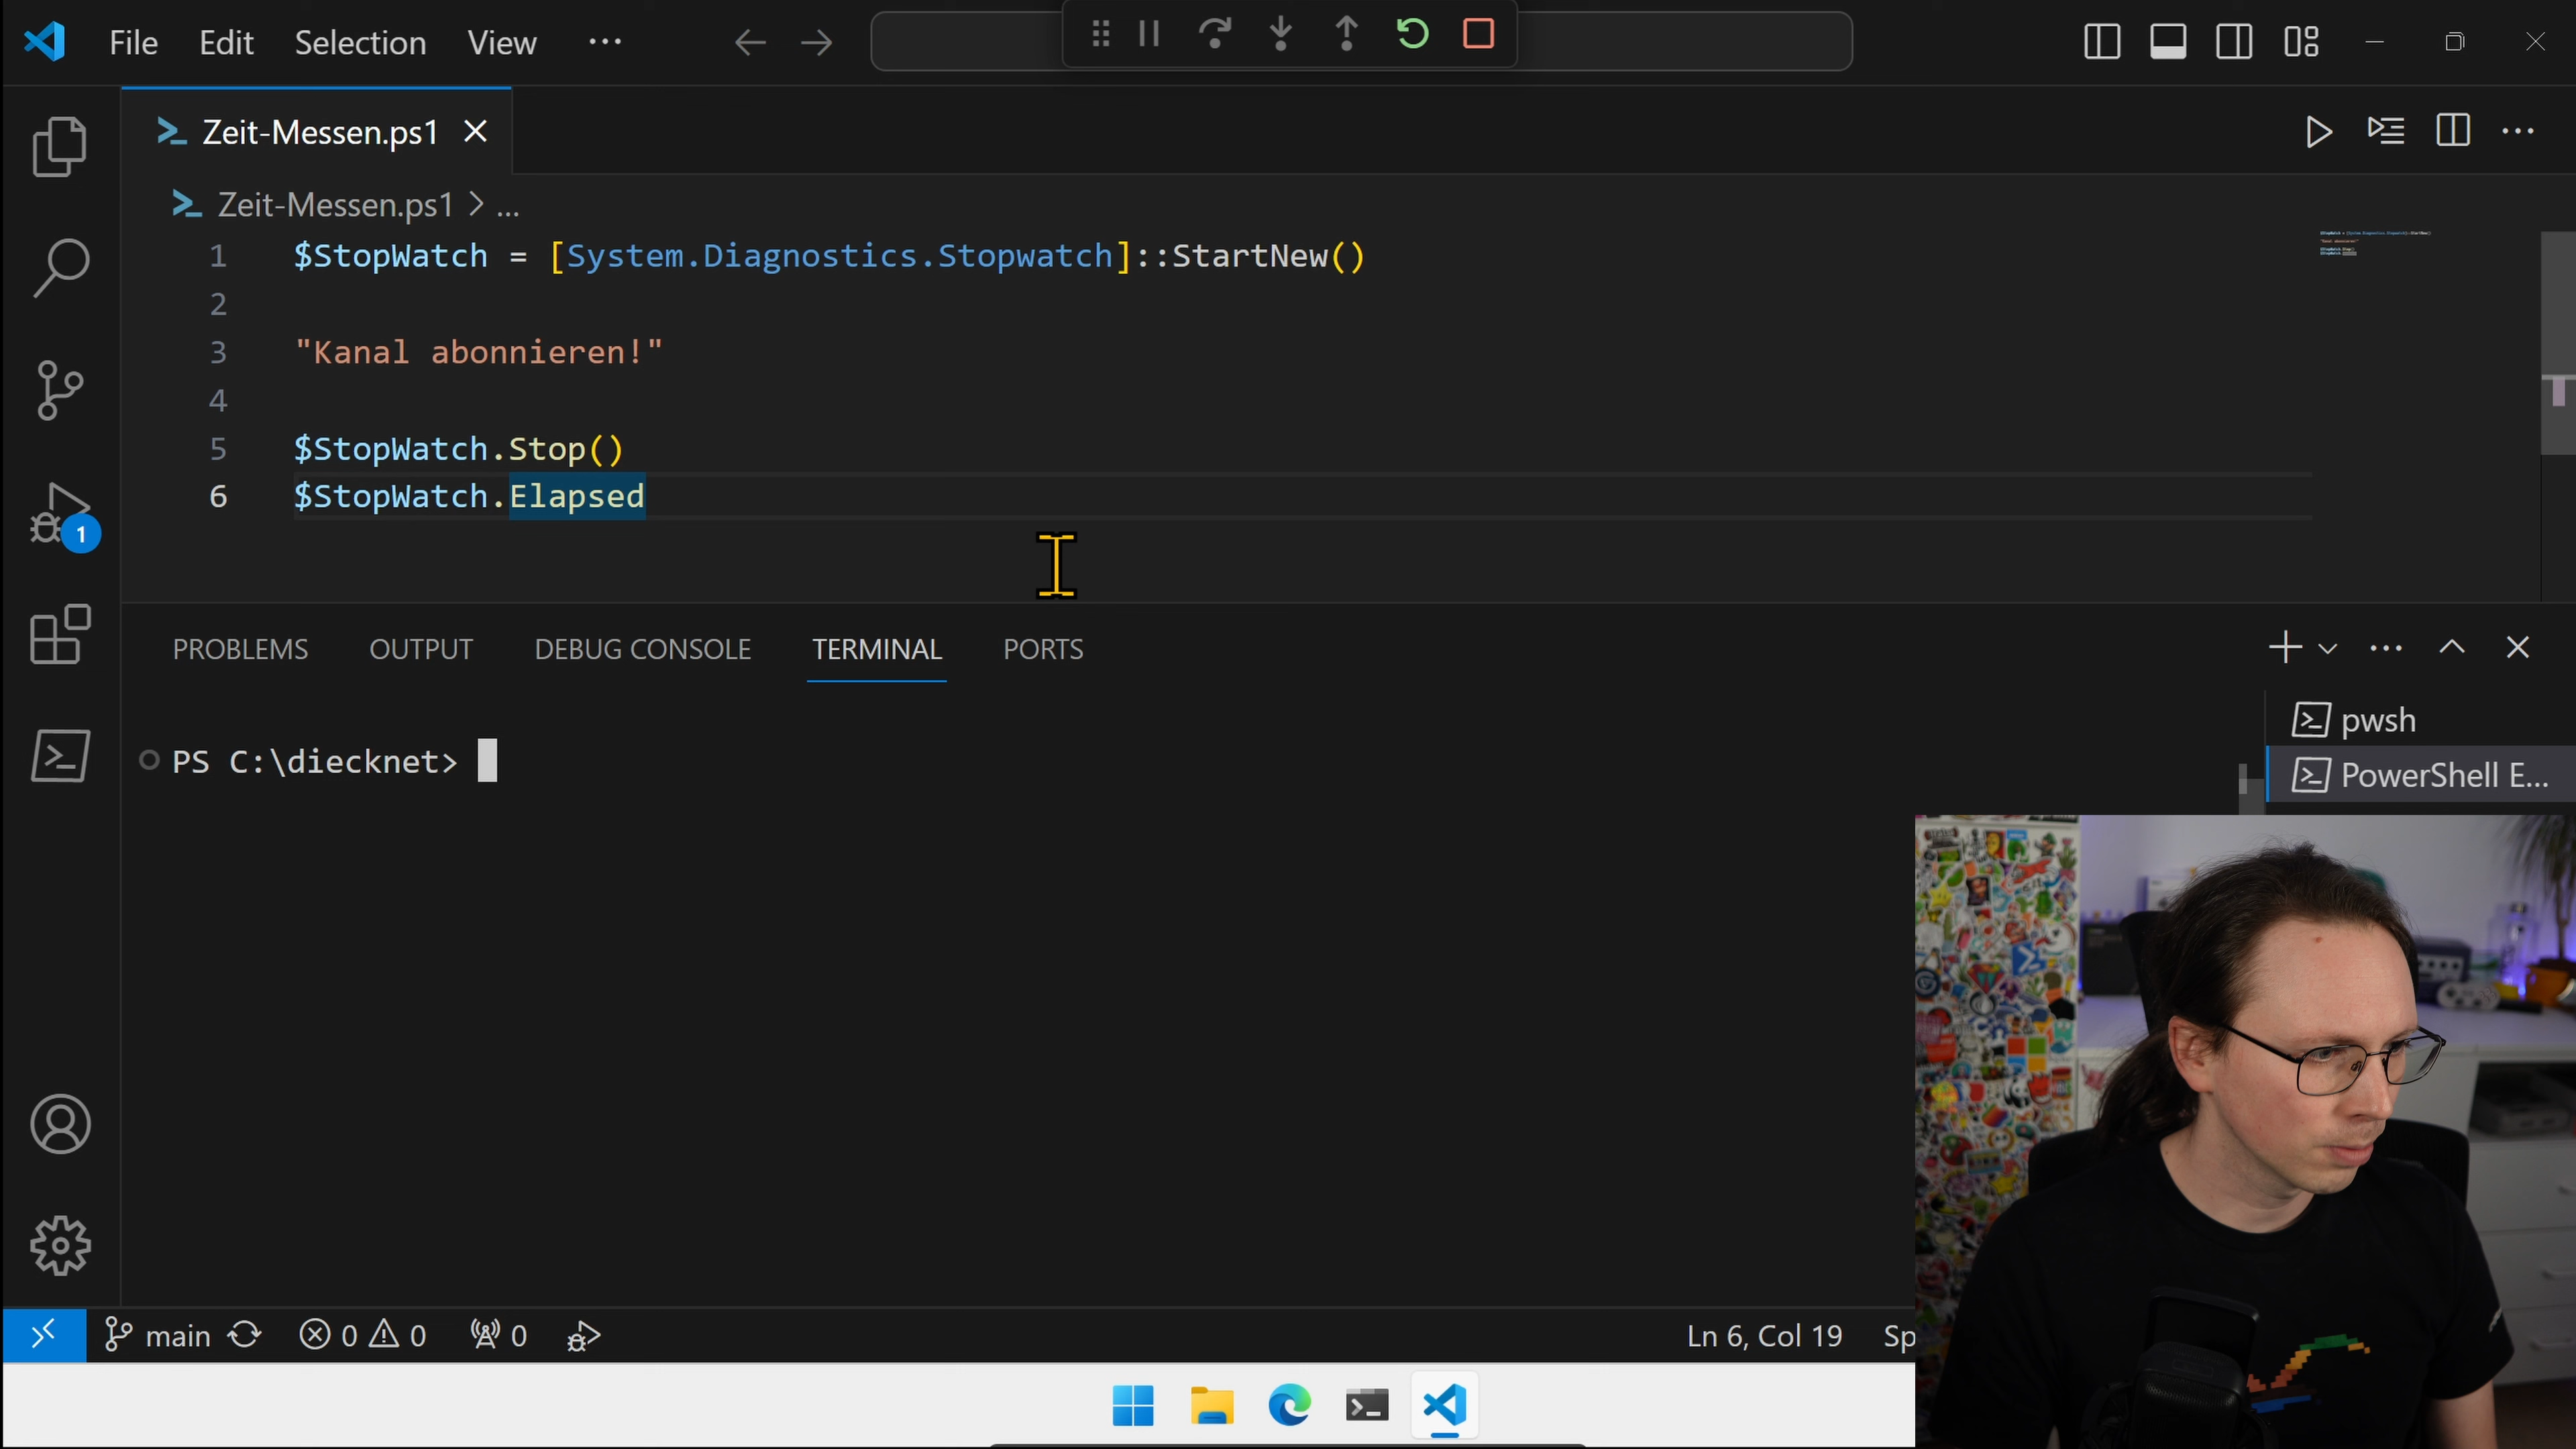 File Edit Selection View ...
Zeit-Messen.ps1
Zeit-Messen.ps1 > ...
1 $StopWatch = [System.Diagnostics.Stopwatch]::StartNew()
2
3 "Kanal abonnieren!"
4
5 $StopWatch.Stop()
6 $StopWatch.Elapsed
1
PROBLEMS OUTPUT DEBUG CONSOLE TERMINAL PORTS
pwsh
PS C:\diecknet>
PowerShell E...
main 0 0 0 Ln 6, Col 19 Sp